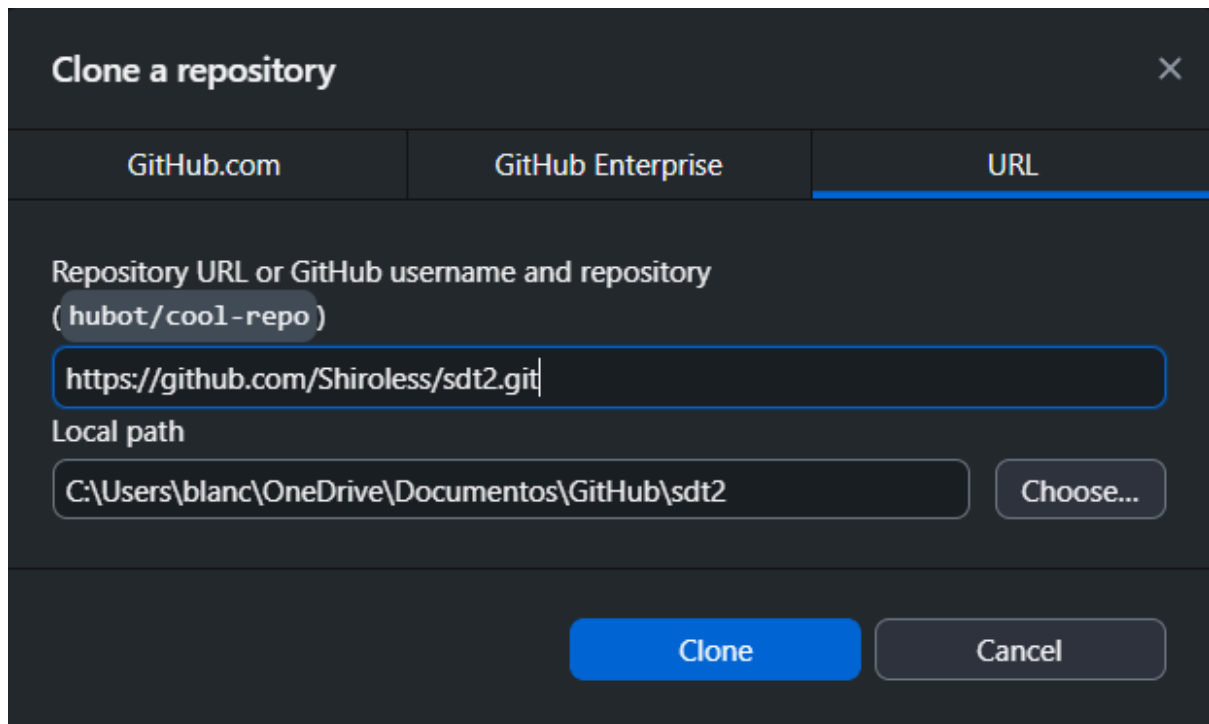 Clone a repository
GitHub.com
GitHub Enterprise
URL
Repository URL or GitHub username and repository
(hubot/cool-repo)
https://github.com/Shiroless/sdt2.git
Local path
C:\Users\blanc\OneDrive\Documentos\GitHub\sdt2
Choose...
Clone
Cancel